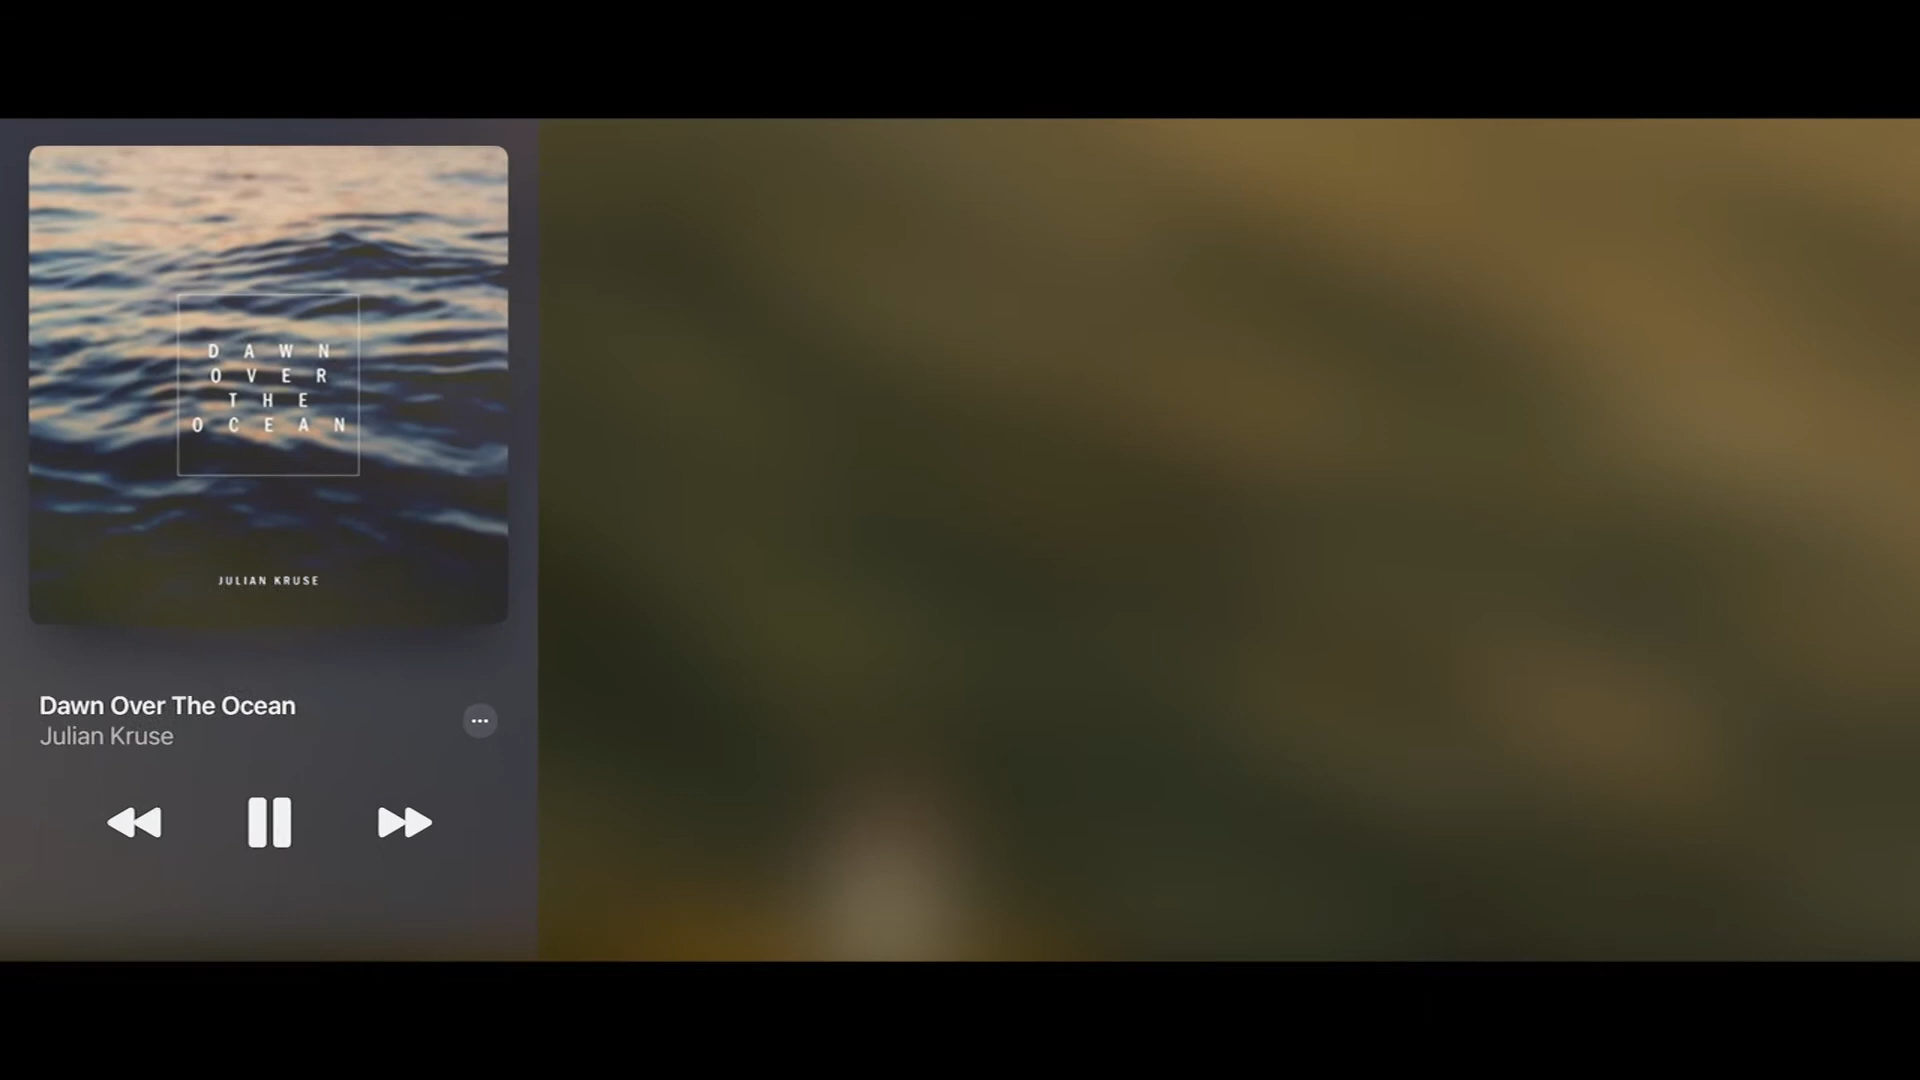 D A W N
O V E R
T H E
O C E A N
JULIAN KRUSE
Dawn Over The Ocean
Julian Kruse